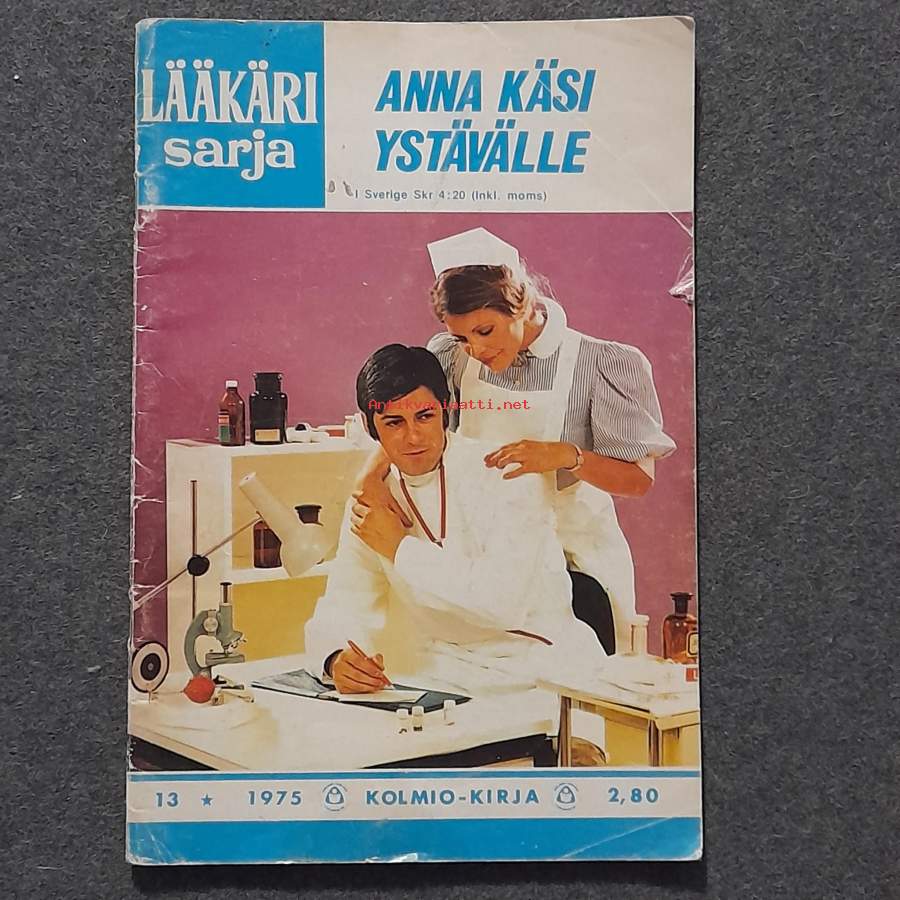 LÄÄKÄRI
sarja
ANNA KÄSI
YSTÄVÄLLE
I Sverige Skr 4:20 (inkl. moms)
Antikvariaatti.net
13 ★ 1975 KOLMIO-KIRJA 2,80